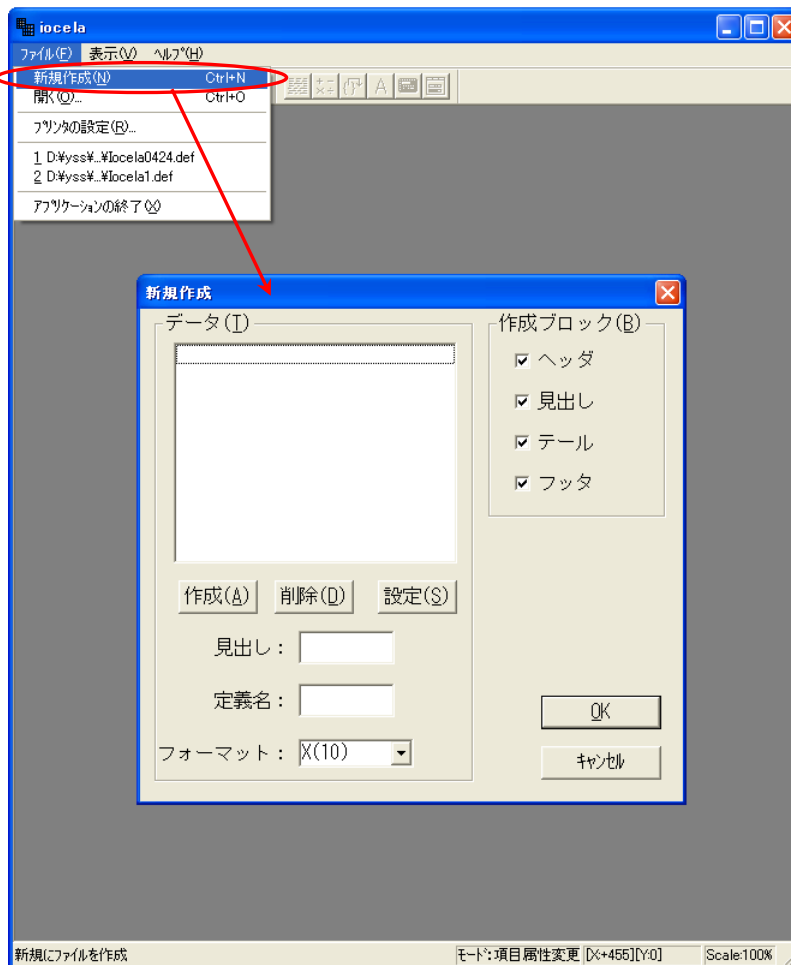 iocela
ファイル(F) 表示(V) ヘルプ(H)
新規作成(N) Ctrl+N
開く(O)... Ctrl+O
プリンタの設定(R)...
1 D:¥yss¥...¥Iocela0424.def
2 D:¥yss¥...¥Iocela1.def
アプリケーションの終了(X)
新規作成
データ(T)
作成ブロック(B)
ヘッダ
見出し
テール
フッタ
作成(A) 削除(D) 設定(S)
見出し：
定義名：
フォーマット： X(10)
OK
キャンセル
新規にファイルを作成 モード:項目属性変更 [X:+455][Y:0] Scale:100%